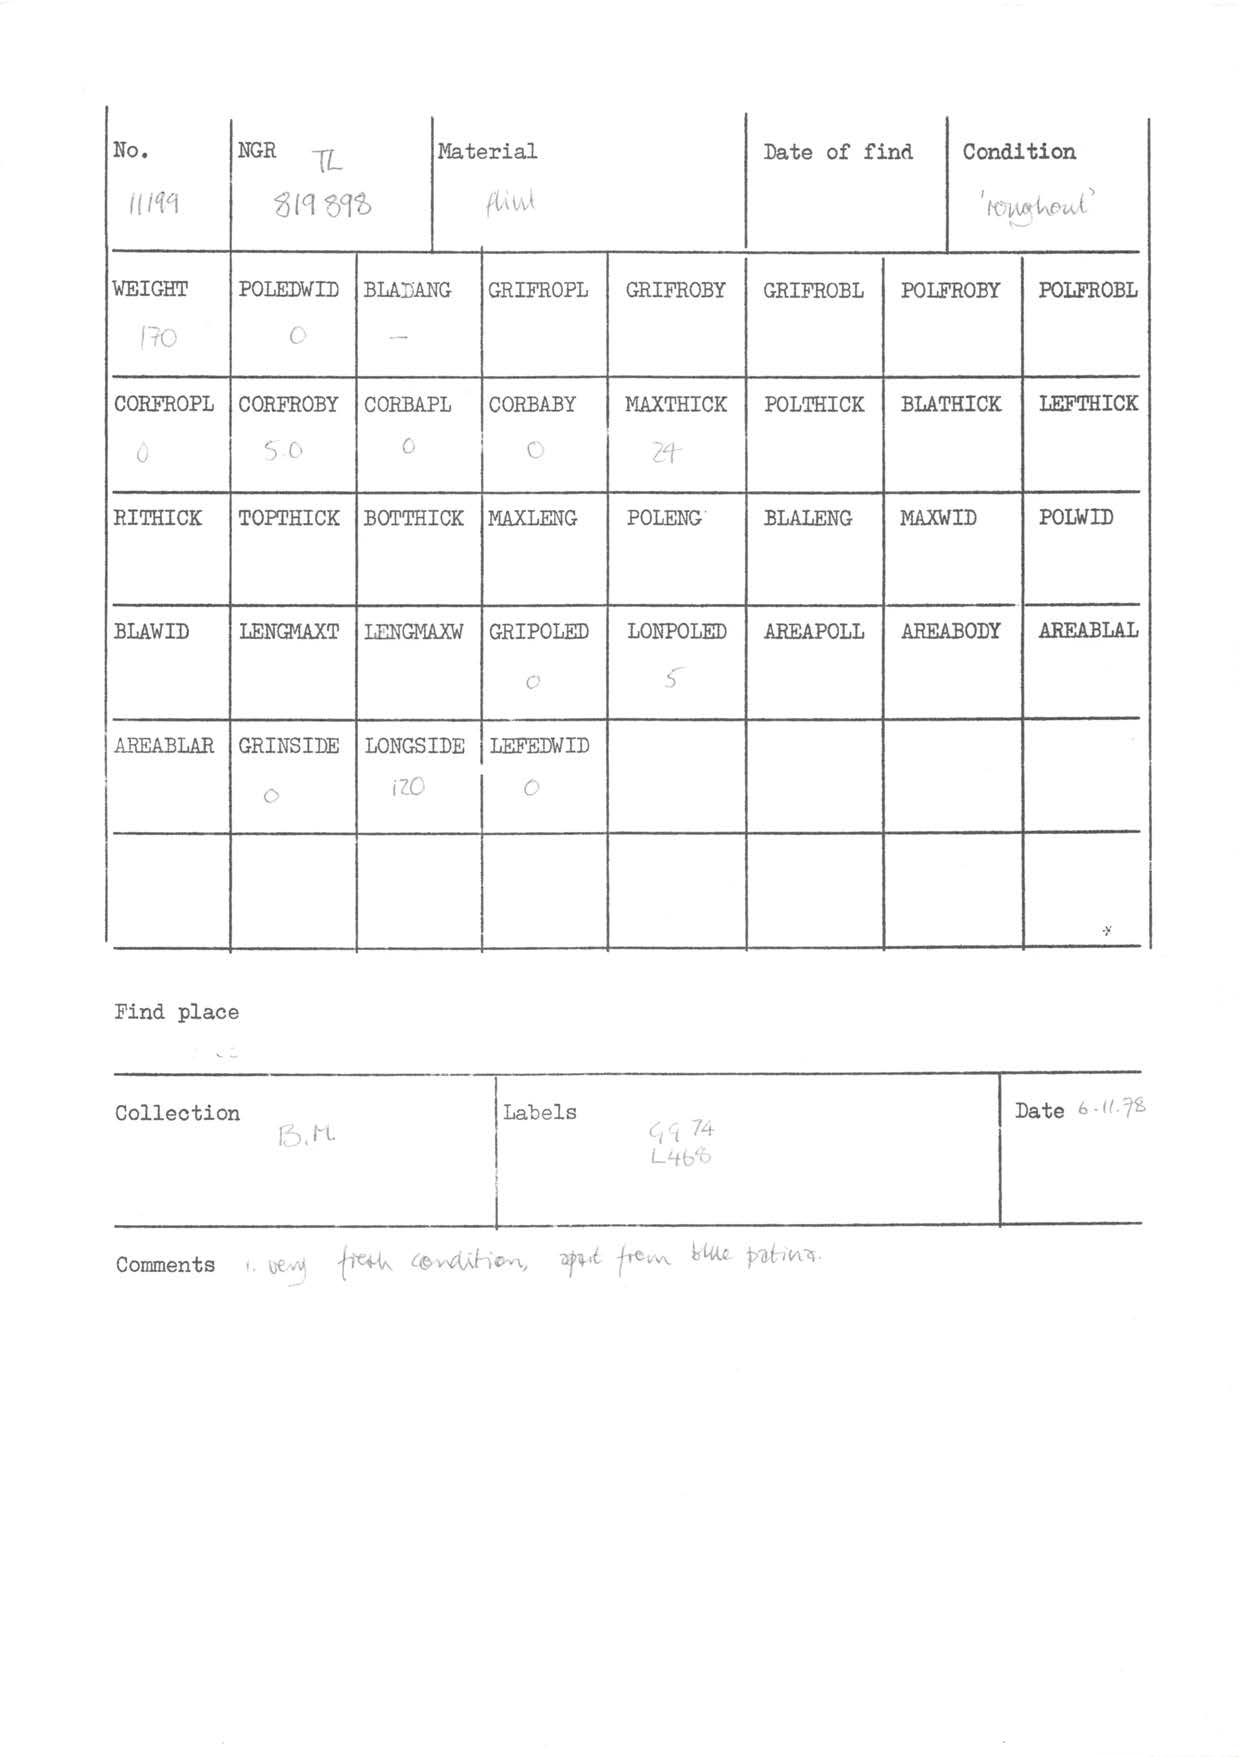 No. NGR TL Material Date of find Condition
11199 819 898 flint 'roughout'
WEIGHT POLEDWID BLADANG GRIFROPL GRIFROBY GRIFROBL POLFROBY POLFROBL
170 0 —
CORFROPL CORFROBY CORBAPL CORBABY MAXTHICK POLTHICK BLATHICK LEFTHICK
0 50 0 0 24
RITHICK TOPTHICK BOTTHICK MAXLENG POLENG BLALENG MAXWID POLWID
BLAWID LENGMAXT LENGMAXW GRIPOLED LONPOLED AREAPOLL AREABODY AREABLAL
0 5
AREABLAR GRINSIDE LONGSIDE LEFEDWID
0 120 0
Find place
Collection Labels Date 6.11.78
B.M. GG 74
L468
Comments 1. very fresh condition, apart from blue patina.